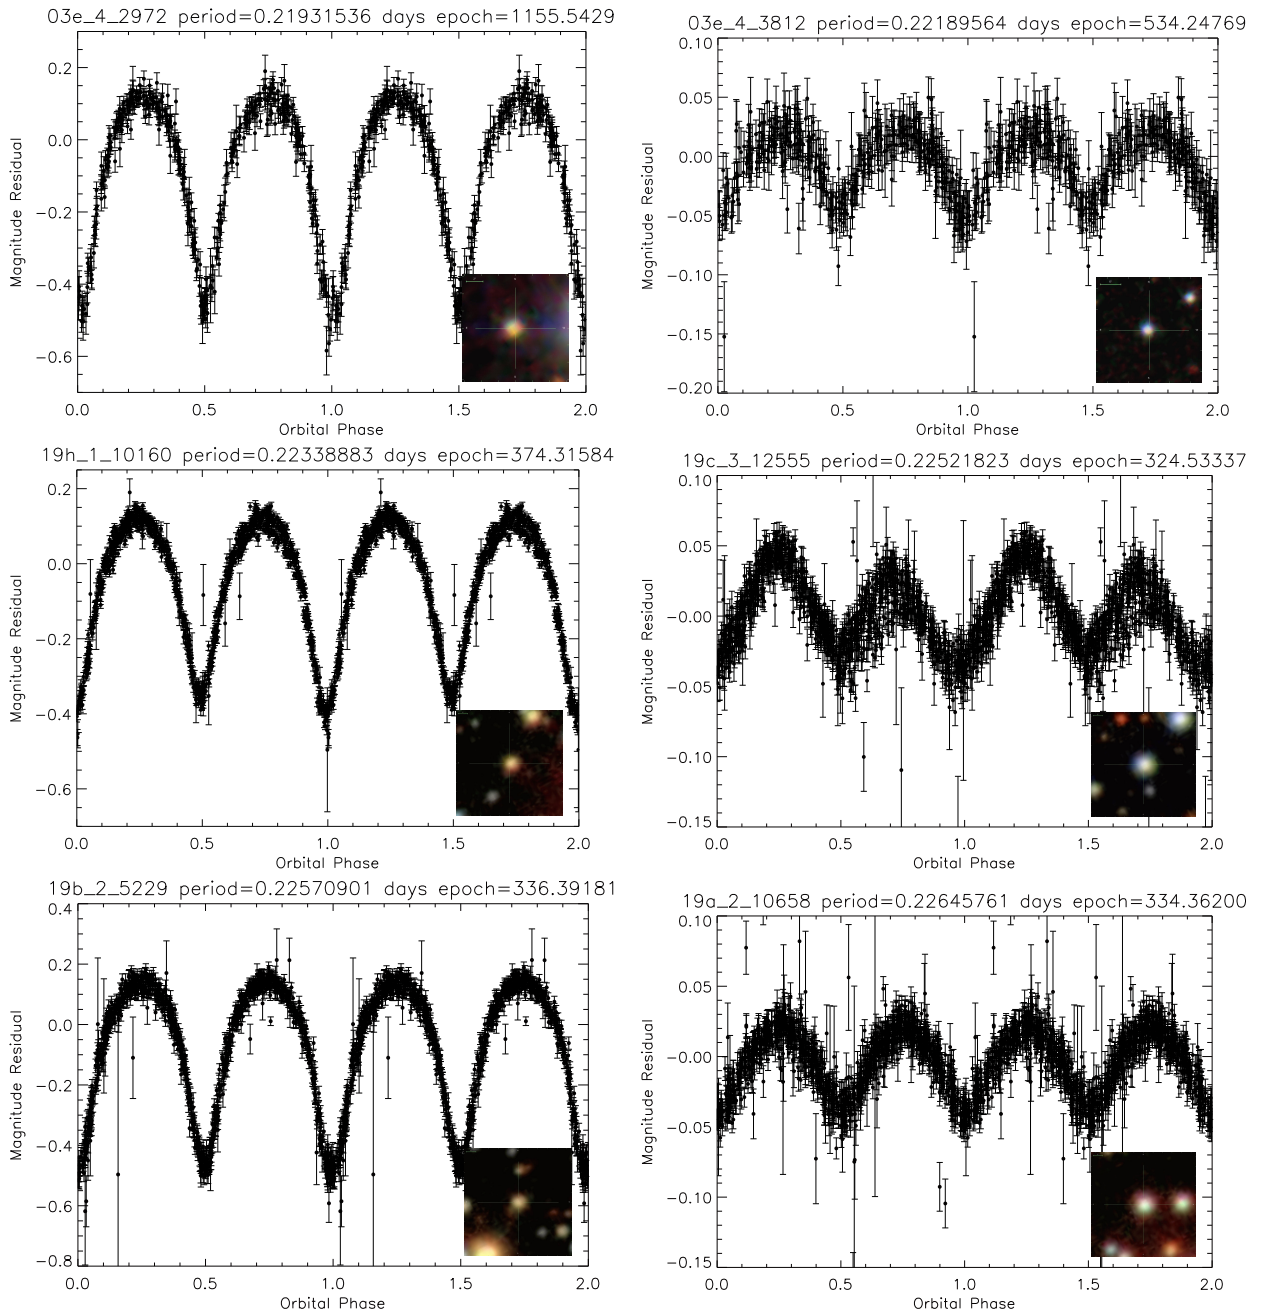 03e_4_2972 period=0.21931536 days epoch=1155.5429
0.2
0.0
−0.2
−0.4
−0.6
Magnitude Residual
0.0 0.5 1.0 1.5 2.0
Orbital Phase
03e_4_3812 period=0.22189564 days epoch=534.24769
0.10
0.05
0.00
−0.05
−0.10
−0.15
−0.20
Magnitude Residual
0.0 0.5 1.0 1.5 2.0
Orbital Phase
19h_1_10160 period=0.22338883 days epoch=374.31584
0.2
0.0
−0.2
−0.4
−0.6
Magnitude Residual
0.0 0.5 1.0 1.5 2.0
Orbital Phase
19c_3_12555 period=0.22521823 days epoch=324.53337
0.10
0.05
−0.00
−0.05
−0.10
−0.15
Magnitude Residual
0.0 0.5 1.0 1.5 2.0
Orbital Phase
19b_2_5229 period=0.22570901 days epoch=336.39181
0.4
0.2
0.0
−0.2
−0.4
−0.6
−0.8
Magnitude Residual
0.0 0.5 1.0 1.5 2.0
Orbital Phase
19a_2_10658 period=0.22645761 days epoch=334.36200
0.10
0.05
−0.00
−0.05
−0.10
−0.15
Magnitude Residual
0.0 0.5 1.0 1.5 2.0
Orbital Phase